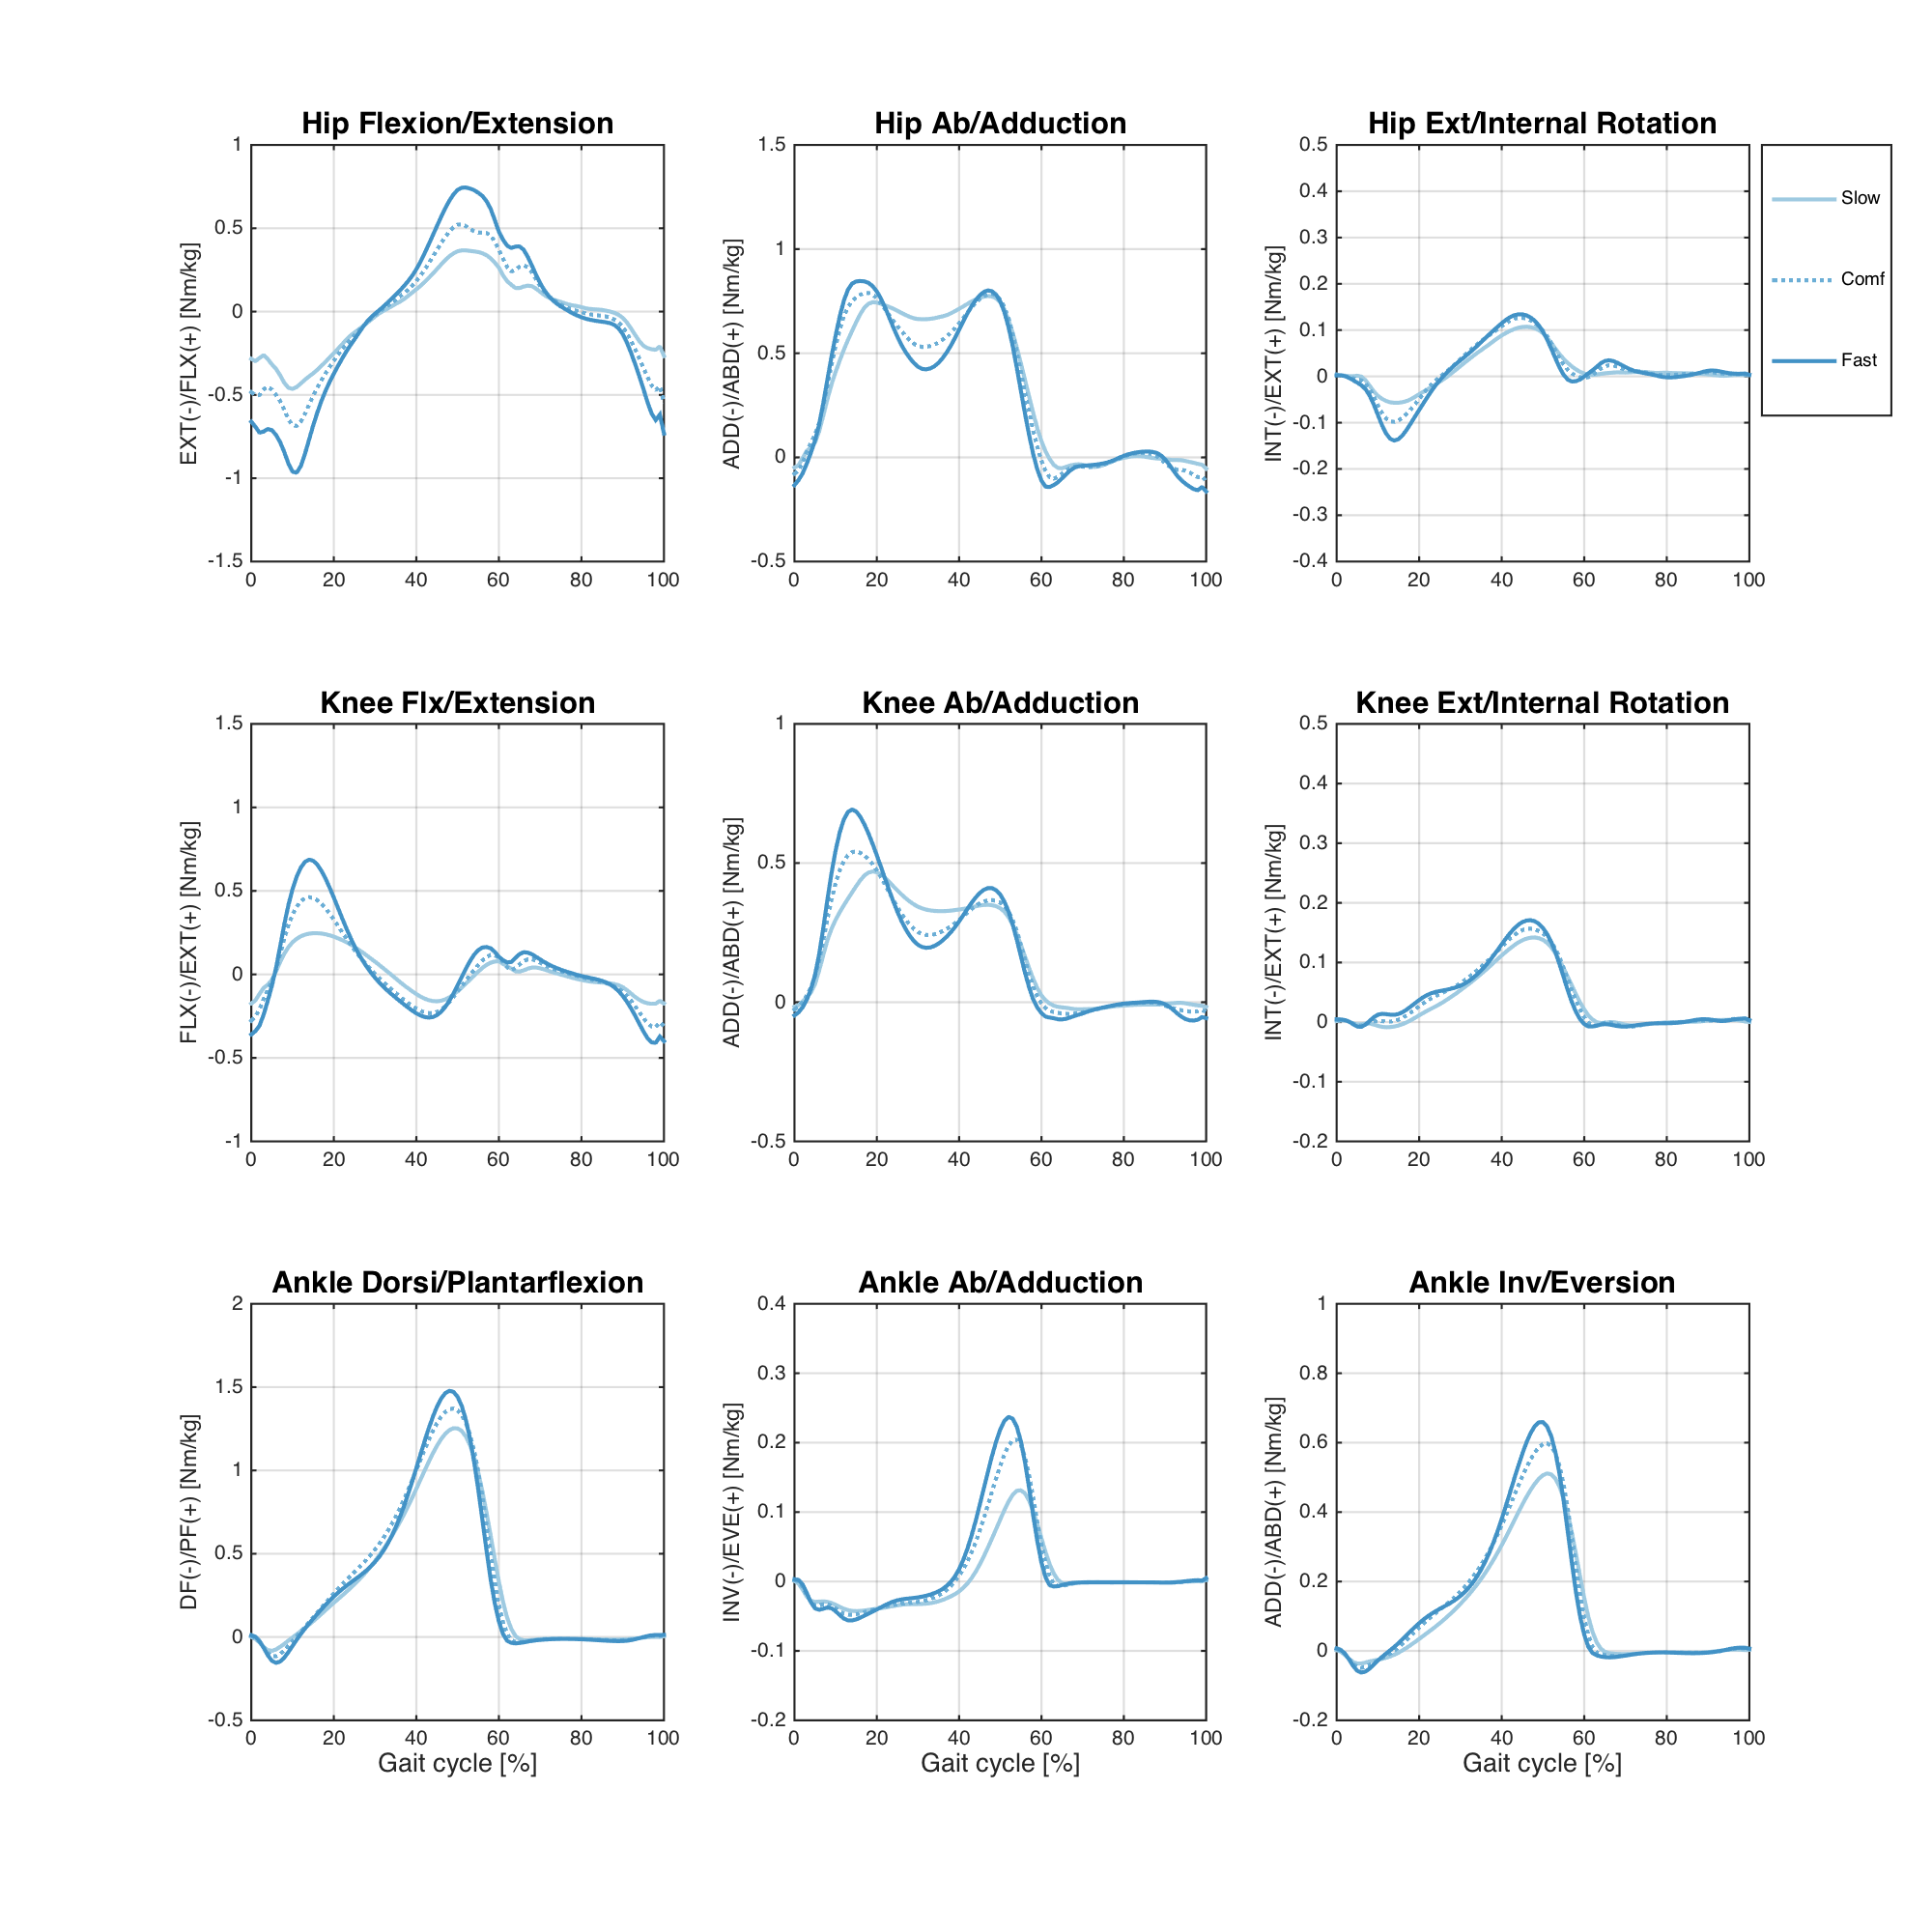 Hip Flexion/Extension
EXT(-)/FLX(+) [Nm/kg]
1
0.5
0
-0.5
-1
-1.5
0 20 40 60 80 100
Hip Ab/Adduction
ADD(-)/ABD(+) [Nm/kg]
1.5
1
0.5
0
-0.5
0 20 40 60 80 100
Hip Ext/Internal Rotation
INT(-)/EXT(+) [Nm/kg]
0.5
0.4
0.3
0.2
0.1
0
-0.1
-0.2
-0.3
-0.4
0 20 40 60 80 100
Slow
Comf
Fast
Knee Flx/Extension
FLX(-)/EXT(+) [Nm/kg]
1.5
1
0.5
0
-0.5
-1
0 20 40 60 80 100
Knee Ab/Adduction
ADD(-)/ABD(+) [Nm/kg]
1
0.5
0
-0.5
0 20 40 60 80 100
Knee Ext/Internal Rotation
INT(-)/EXT(+) [Nm/kg]
0.5
0.4
0.3
0.2
0.1
0
-0.1
-0.2
0 20 40 60 80 100
Ankle Dorsi/Plantarflexion
DF(-)/PF(+) [Nm/kg]
2
1.5
1
0.5
0
-0.5
0 20 40 60 80 100
Gait cycle [%]
Ankle Ab/Adduction
INV(-)/EVE(+) [Nm/kg]
0.4
0.3
0.2
0.1
0
-0.1
-0.2
0 20 40 60 80 100
Gait cycle [%]
Ankle Inv/Eversion
ADD(-)/ABD(+) [Nm/kg]
1
0.8
0.6
0.4
0.2
0
-0.2
0 20 40 60 80 100
Gait cycle [%]